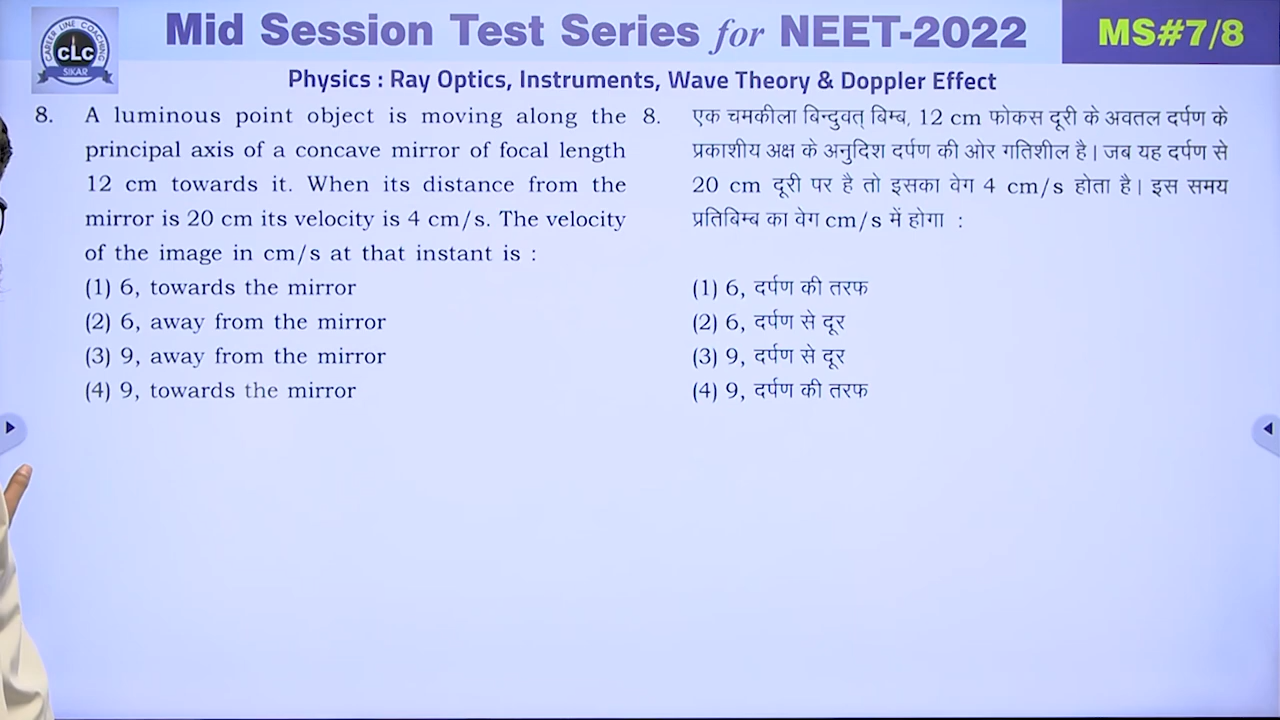 CAREER LINE COACHING
CLC
SIKAR
Mid Session Test Series for NEET-2022
MS#7/8
Physics : Ray Optics, Instruments, Wave Theory & Doppler Effect
8. A luminous point object is moving along the
principal axis of a concave mirror of focal length
12 cm towards it. When its distance from the
mirror is 20 cm its velocity is 4 cm/s. The velocity
of the image in cm/s at that instant is :
(1) 6, towards the mirror
(2) 6, away from the mirror
(3) 9, away from the mirror
(4) 9, towards the mirror
8. एक चमकीला बिन्दुवत् बिम्ब, 12 cm फोकस दूरी के अवतल दर्पण के
प्रकाशीय अक्ष के अनुदिश दर्पण की ओर गतिशील है। जब यह दर्पण से
20 cm दूरी पर है तो इसका वेग 4 cm/s होता है। इस समय
प्रतिबिम्ब का वेग cm/s में होगा :
(1) 6, दर्पण की तरफ
(2) 6, दर्पण से दूर
(3) 9, दर्पण से दूर
(4) 9, दर्पण की तरफ